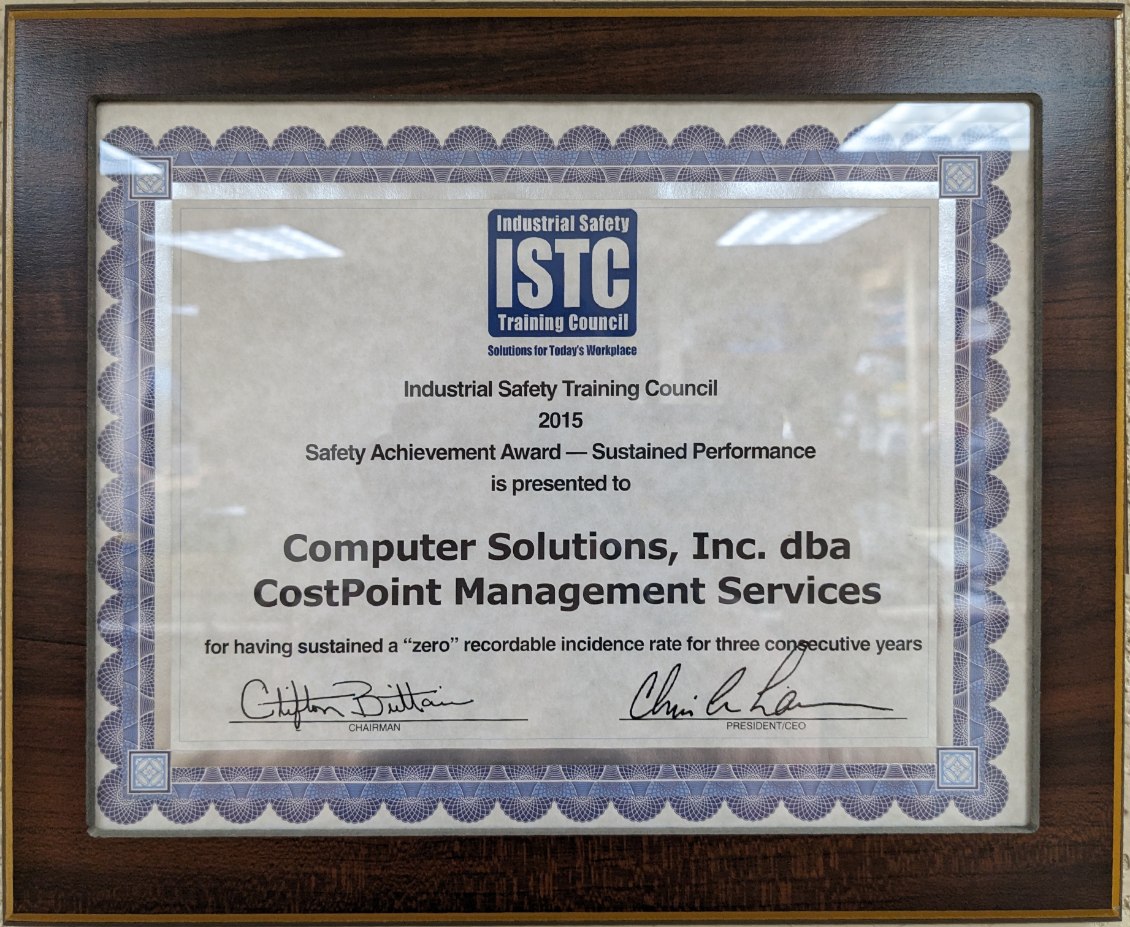 Industrial Safety
ISTC
Training Council
Solutions for Today's Workplace
Industrial Safety Training Council
2015
Safety Achievement Award — Sustained Performance
is presented to
Computer Solutions, Inc. dba
CostPoint Management Services
for having sustained a “zero” recordable incidence rate for three consecutive years
Clifton Brittain
CHAIRMAN
PRESIDENT/CEO